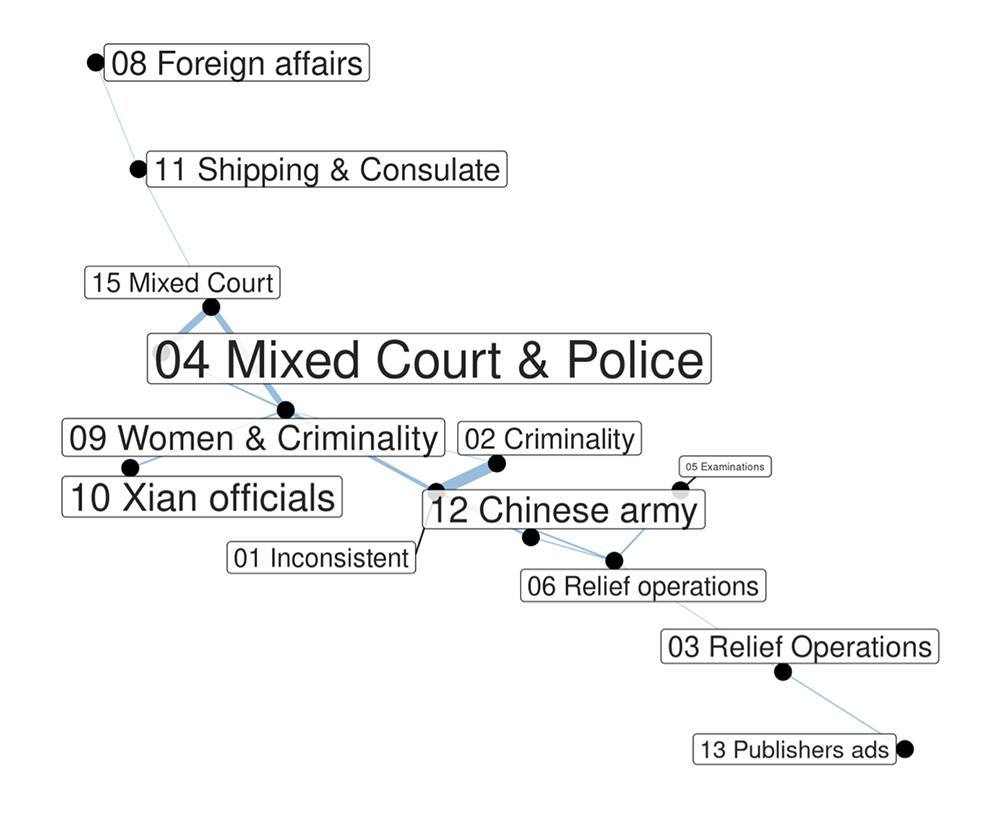 08 Foreign affairs
11 Shipping & Consulate
15 Mixed Court
04 Mixed Court & Police
09 Women & Criminality
02 Criminality
05 Examinations
10 Xian officials
12 Chinese army
01 Inconsistent
06 Relief operations
03 Relief Operations
13 Publishers ads